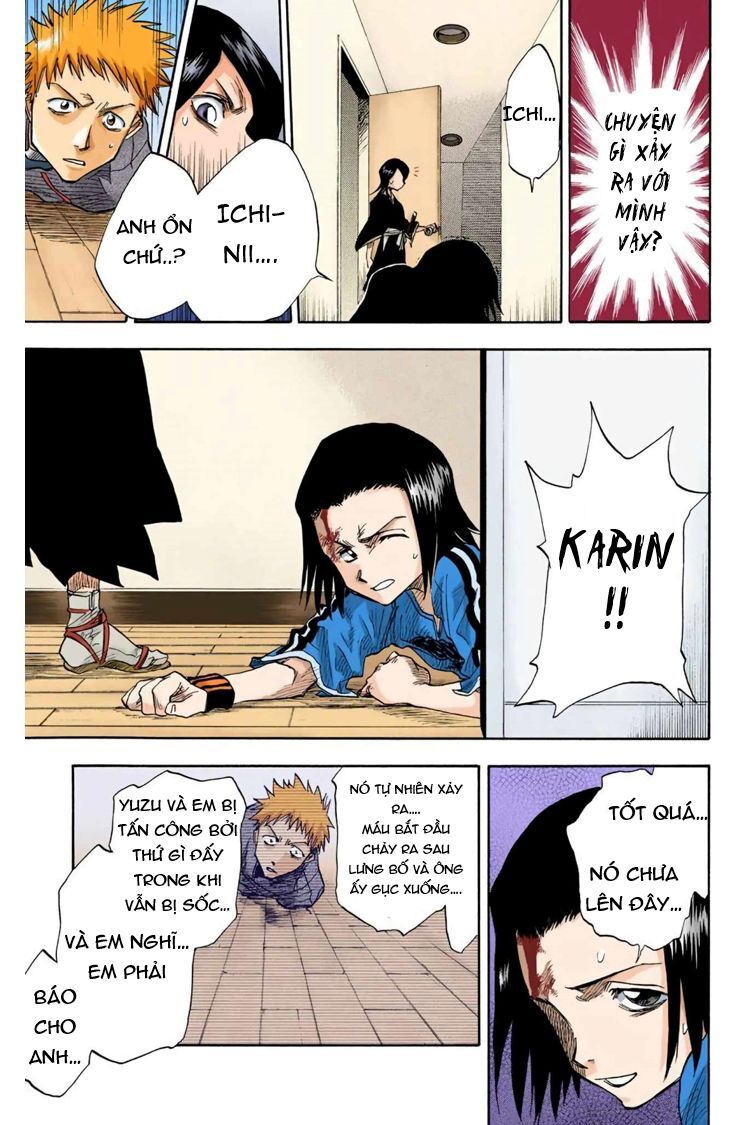 CHUYỆN
GÌ XẢY
RA VỚI
MÌNH
VẬY?
ICHI...
ICHI-
NII....
ANH ỔN
CHỨ..?
KARIN
!!
TỐT QUÁ...
NÓ CHƯA
LÊN ĐÂY...
NÓ TỰ NHIÊN XẢY
RA....
MÁU BẮT ĐẦU
CHẢY RA SAU
LƯNG BỐ VÀ ÔNG
ẤY GỤC XUỐNG....
YUZU VÀ EM BỊ
TẤN CÔNG BỞI
THỨ GÌ ĐẤY
TRONG KHI
VẪN BỊ SỐC...
VÀ EM NGHĨ...
EM PHẢI
BÁO
CHO
ANH...